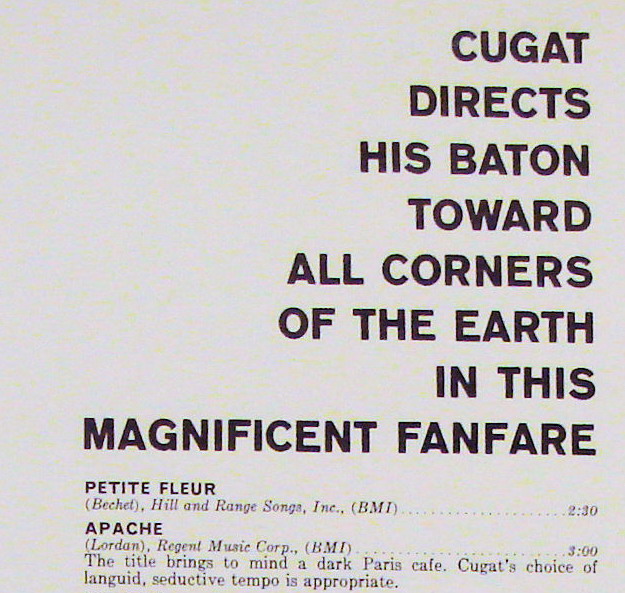 CUGAT
DIRECTS
HIS BATON
TOWARD
ALL CORNERS
OF THE EARTH
IN THIS
MAGNIFICENT FANFARE
PETITE FLEUR
(Bechet), Hill and Range Songs, Inc., (BMI).......................2:30
APACHE
(Lordan), Regent Music Corp., (BMI)............................3:00
The title brings to mind a dark Paris cafe. Cugat's choice of
languid, seductive tempo is appropriate.